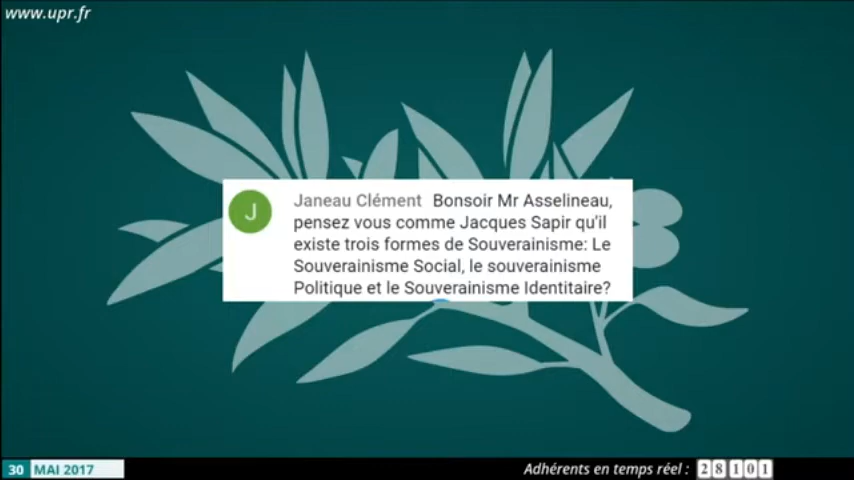 www.upr.fr
J
Janeau Clément Bonsoir Mr Asselineau,
pensez vous comme Jacques Sapir qu'il
existe trois formes de Souverainisme: Le
Souverainisme Social, le souverainisme
Politique et le Souverainisme Identitaire?
30 MAI 2017
Adhérents en temps réel : 28101